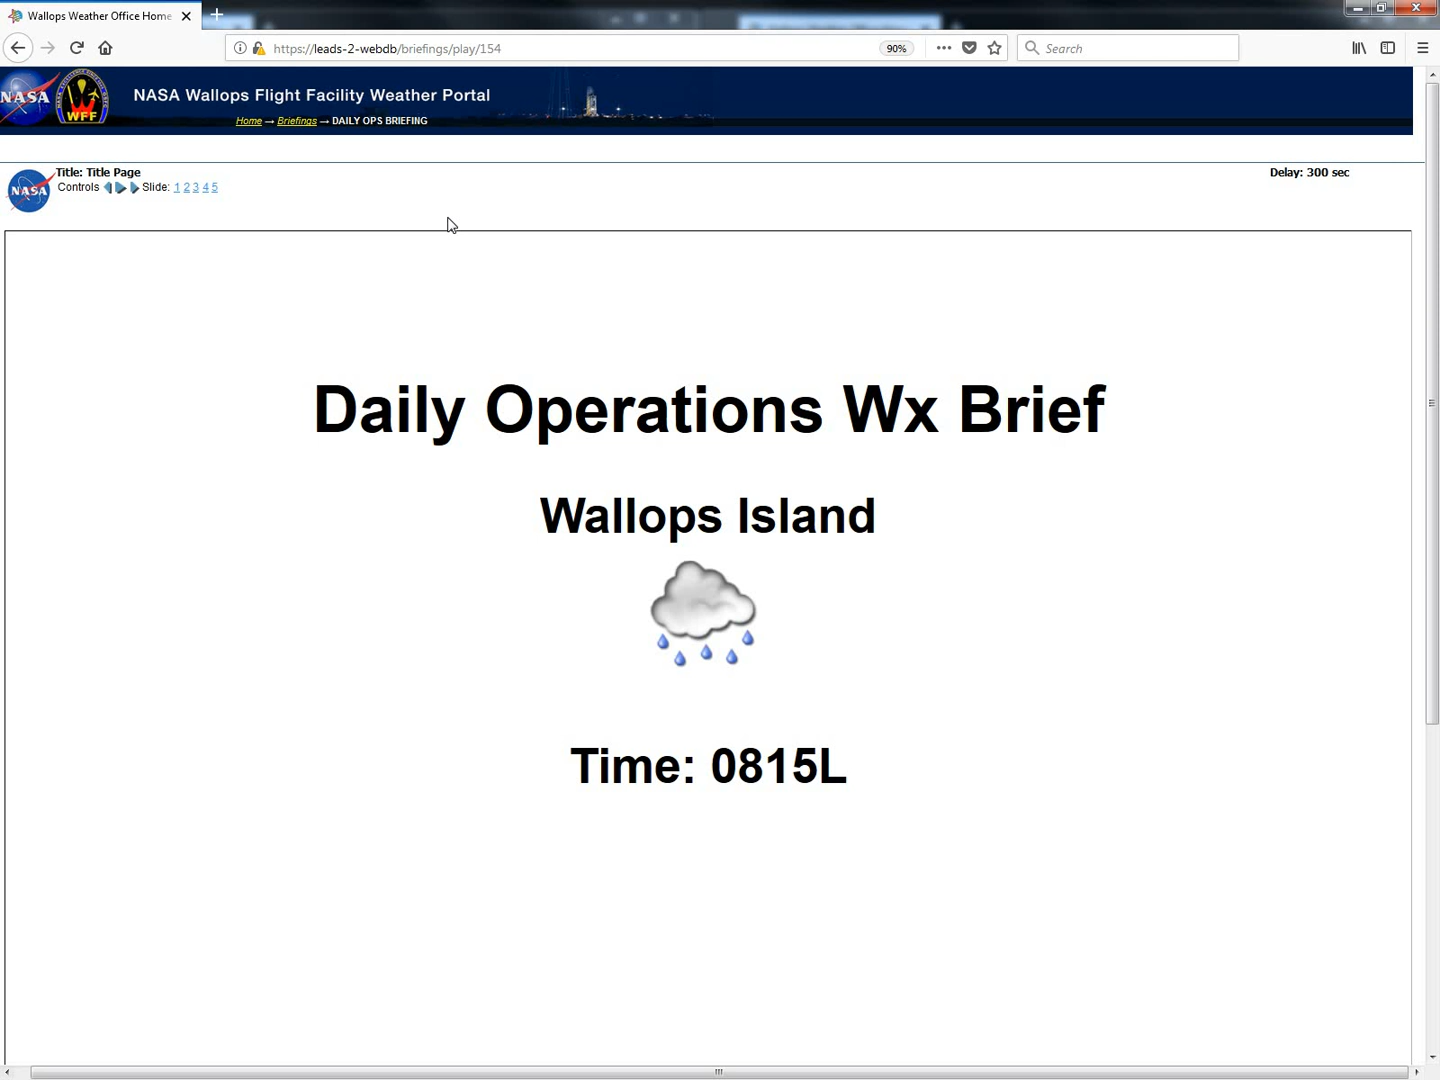 Wallops Weather Office Home
https://leads-2-webdb/briefings/play/154
90%
Search
NASA
WFF
NASA Wallops Flight Facility Weather Portal
Home → Briefings → DAILY OPS BRIEFING
NASA
Title: Title Page
Delay: 300 sec
Controls Slide: 1 2 3 4 5
Daily Operations Wx Brief
Wallops Island
Time: 0815L